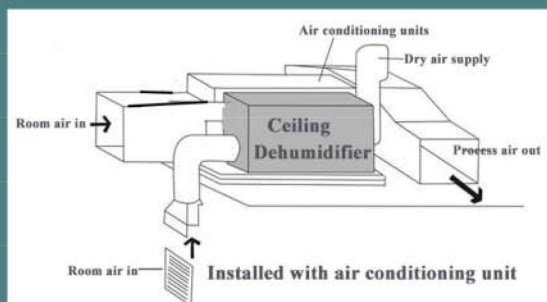 Air conditioning units
Dry air supply
Room air in
Ceiling
Dehumidifier
Process air out
Room air in
Installed with air conditioning unit